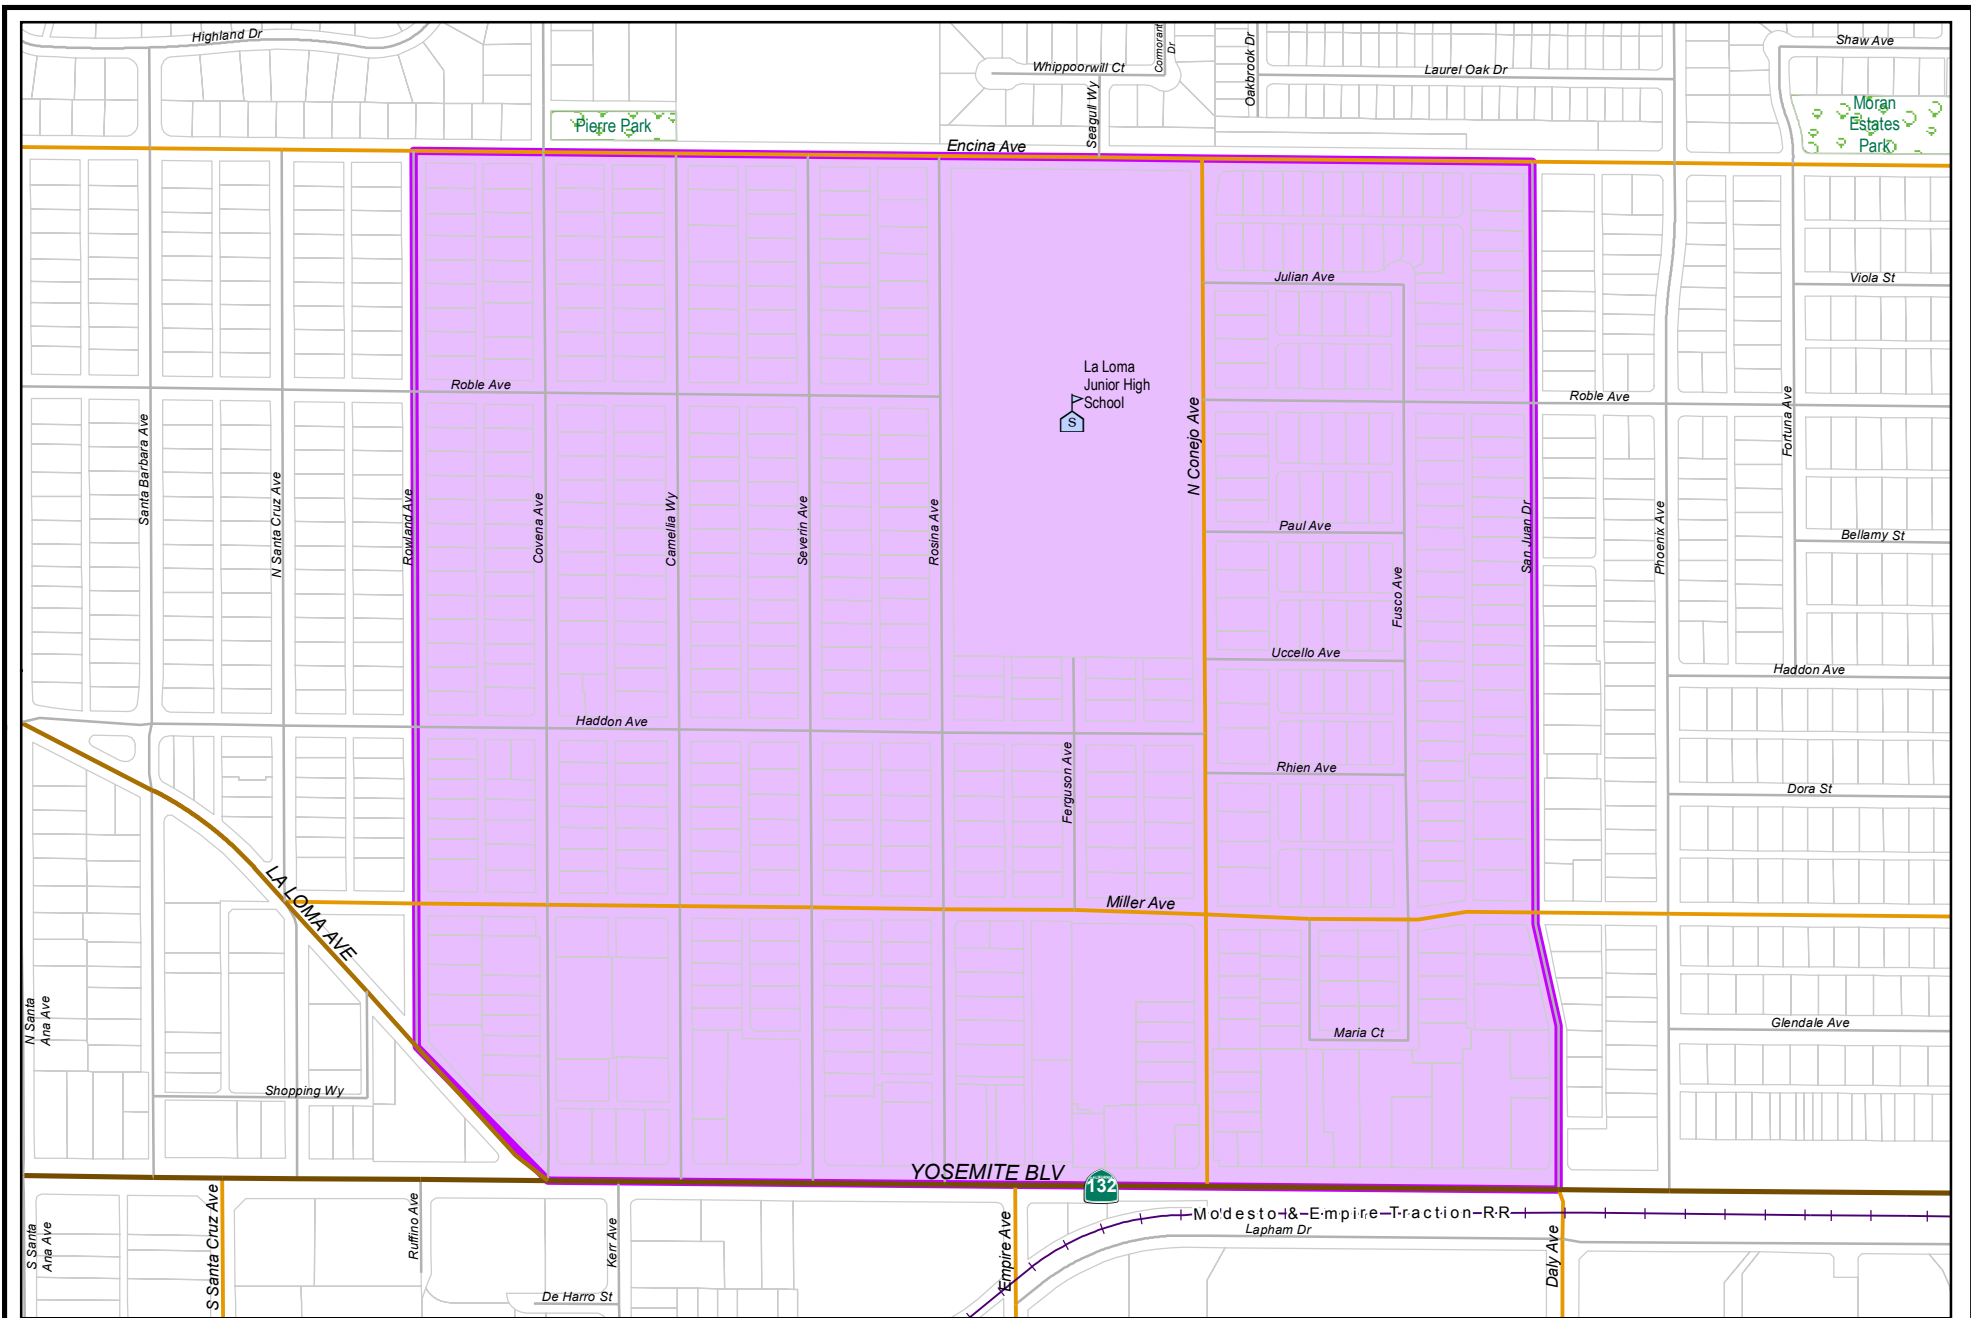 Highland Dr
Whippoorwill Ct
Cormorant
Dr
Oakbrook Dr
Laurel Oak Dr
Shaw Ave
Pierre Park
Seagull Wy
Moran
Estates
Park
Encina Ave
Julian Ave
Viola St
La Loma
Junior High
School
S
Roble Ave
Roble Ave
Santa Barbara Ave
N Santa Cruz Ave
Rowland Ave
Covena Ave
Camellia Wy
Severin Ave
Rosina Ave
N Conejo Ave
Paul Ave
Fusco Ave
San Juan Dr
Phoenix Ave
Fortuna Ave
Bellamy St
Uccello Ave
Haddon Ave
Haddon Ave
Ferguson Ave
Rhien Ave
Dora St
LA LOMA AVE
Miller Ave
N Santa
Ana Ave
Maria Ct
Glendale Ave
Shopping Wy
YOSEMITE BLV
132
S Santa
Ana Ave
S Santa Cruz Ave
Ruffino Ave
Kerr Ave
De Harro St
Empire Ave
Modesto & Empire Traction RR
Lapham Dr
Daly Ave